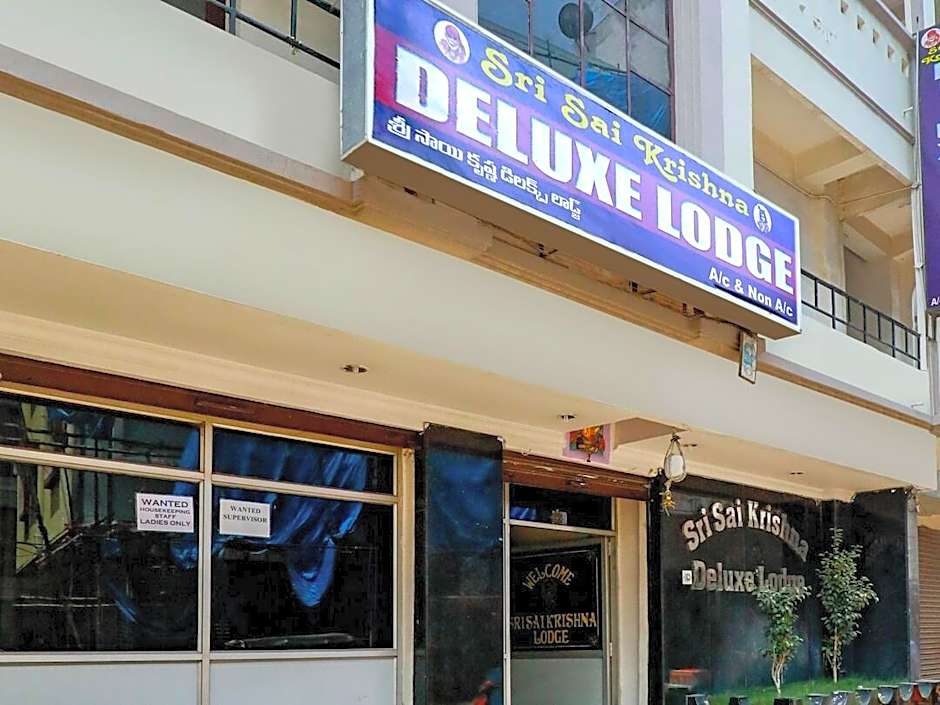 Sri Sai Krishna
DELUXE LODGE
శ్రీ సాయి కృష్ణ డీలక్స్ లాడ్జ్
A/c & Non A/c
WANTED
HOUSEKEEPING
STAFF
LADIES ONLY
WANTED
SUPERVISOR
WELCOME
SRI SAI KRISHNA
LODGE
Sri Sai Krishna
Deluxe Lodge